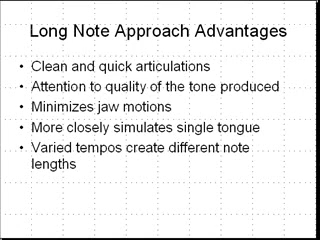 Long Note Approach Advantages
• Clean and quick articulations
• Attention to quality of the tone produced
• Minimizes jaw motions
• More closely simulates single tongue
• Varied tempos create different note
lengths